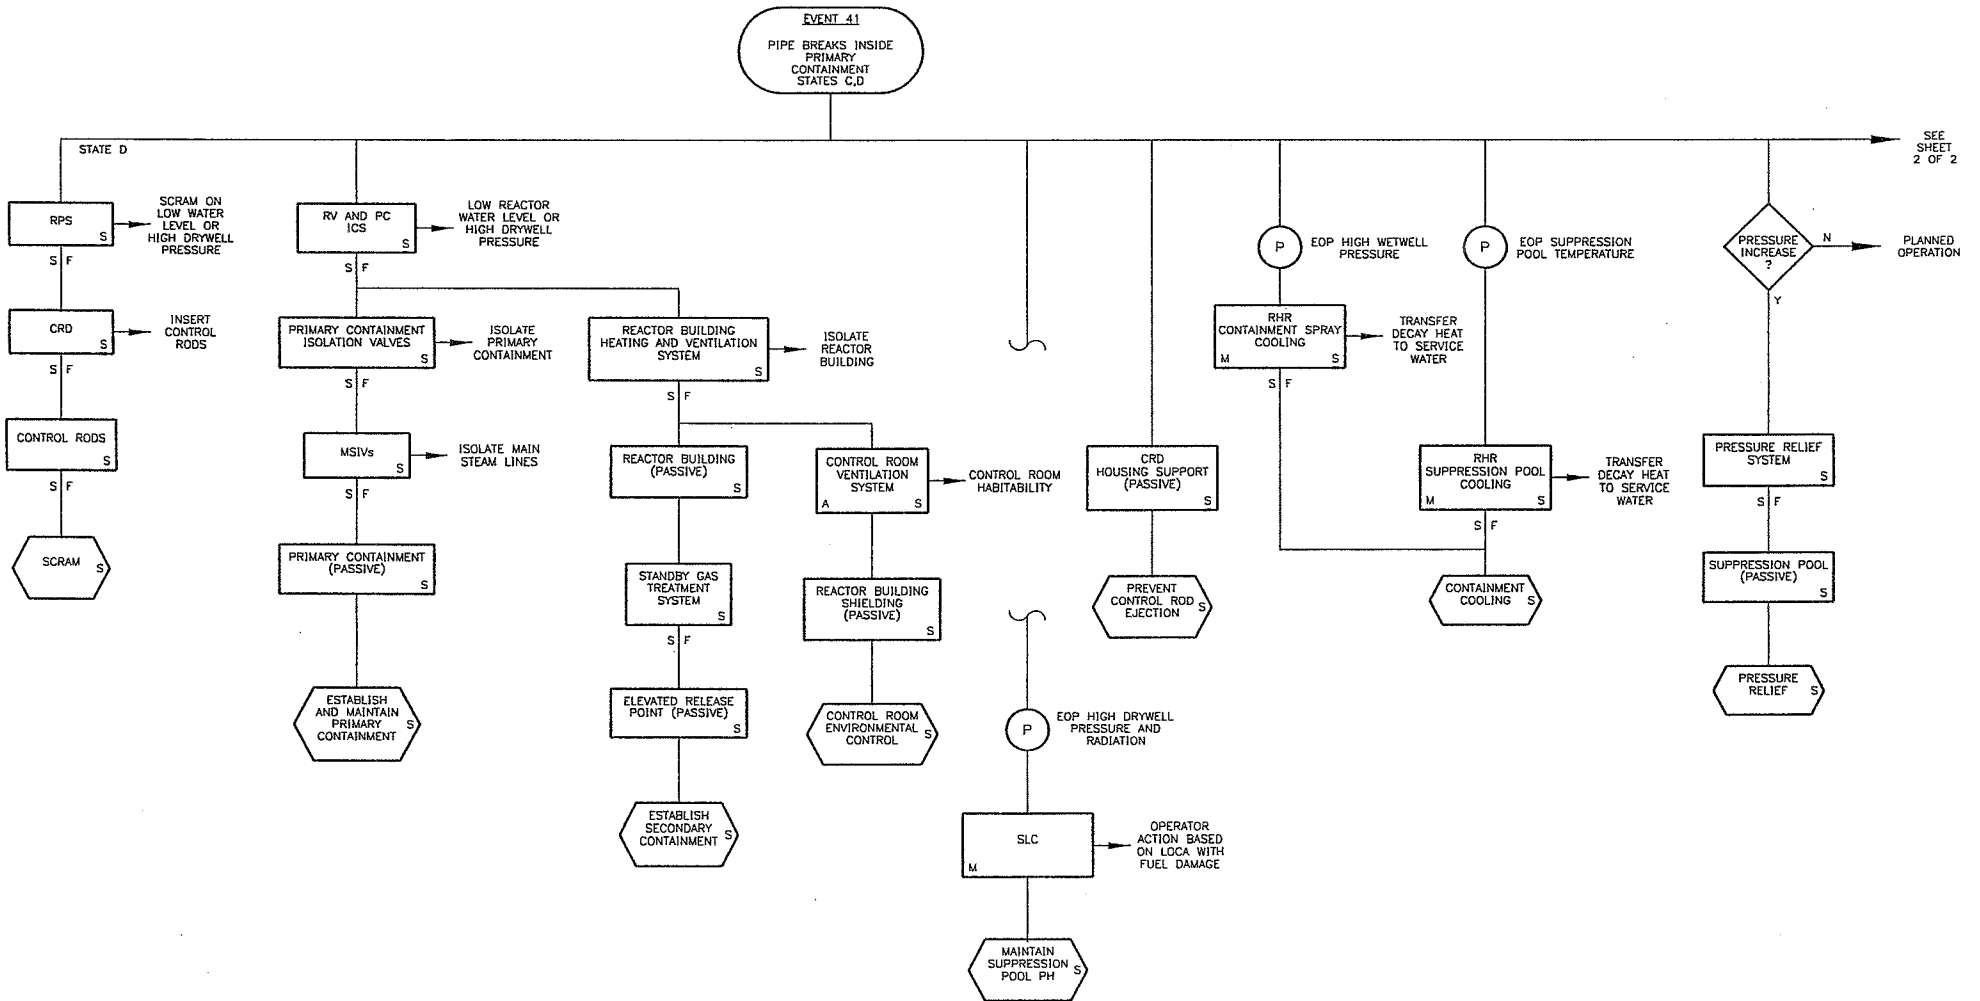 EVENT 41
PIPE BREAKS INSIDE
PRIMARY
CONTAINMENT
STATES C,D
STATE D
SEE
SHEET
2 OF 2
RPS
S
SCRAM ON
LOW WATER
LEVEL OR
HIGH DRYWELL
PRESSURE
S F
CRD
S
INSERT
CONTROL
RODS
S F
CONTROL RODS
S
S F
SCRAM
S
RV AND PC
ICS
S
LOW REACTOR
WATER LEVEL OR
HIGH DRYWELL
PRESSURE
S F
PRIMARY CONTAINMENT
ISOLATION VALVES
S
ISOLATE
PRIMARY
CONTAINMENT
S F
MSIVs
S
ISOLATE MAIN
STEAM LINES
S F
PRIMARY CONTAINMENT
(PASSIVE)
S
ESTABLISH
AND MAINTAIN
PRIMARY
CONTAINMENT
S
REACTOR BUILDING
HEATING AND VENTILATION
SYSTEM
S
ISOLATE
REACTOR
BUILDING
S F
REACTOR BUILDING
(PASSIVE)
S
STANDBY GAS
TREATMENT
SYSTEM
S
S F
ELEVATED RELEASE
POINT (PASSIVE)
S
ESTABLISH
SECONDARY
CONTAINMENT
S
CONTROL ROOM
VENTILATION
SYSTEM
A S
CONTROL ROOM
HABITABILITY
REACTOR BUILDING
SHIELDING
(PASSIVE)
S
CONTROL ROOM
ENVIRONMENTAL
CONTROL
S
P
EOP HIGH DRYWELL
PRESSURE AND
RADIATION
SLC
M
OPERATOR
ACTION BASED
ON LOCA WITH
FUEL DAMAGE
MAINTAIN
SUPPRESSION
POOL PH
S
CRD
HOUSING SUPPORT
(PASSIVE)
S
PREVENT
CONTROL ROD
EJECTION
S
P
EOP HIGH WETWELL
PRESSURE
RHR
CONTAINMENT SPRAY
COOLING
M S
TRANSFER
DECAY HEAT
TO SERVICE
WATER
S F
P
EOP SUPPRESSION
POOL TEMPERATURE
RHR
SUPPRESSION POOL
COOLING
M S
TRANSFER
DECAY HEAT
TO SERVICE
WATER
S F
CONTAINMENT
COOLING
S
PRESSURE
INCREASE
?
N
PLANNED
OPERATION
Y
PRESSURE RELIEF
SYSTEM
S
S F
SUPPRESSION POOL
(PASSIVE)
S
PRESSURE
RELIEF
S